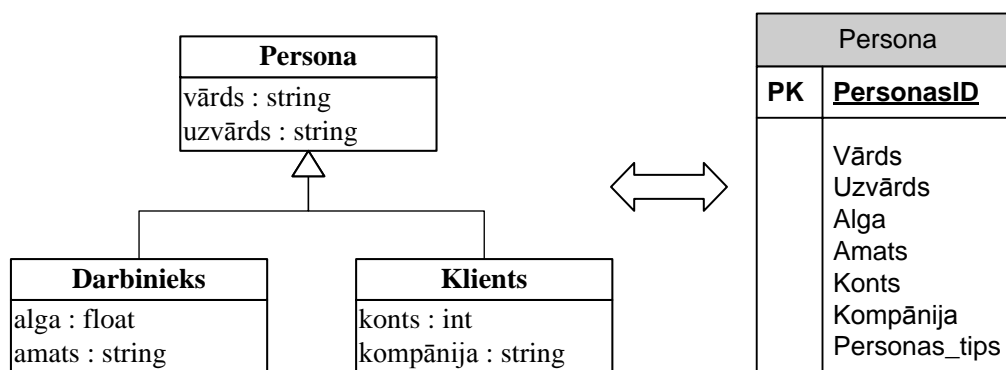 Persona
vārds : string
uzvārds : string
Darbinieks
alga : float
amats : string
Klients
konts : int
kompānija : string
Persona
PK PersonasID
Vārds
Uzvārds
Alga
Amats
Konts
Kompānija
Personas_tips